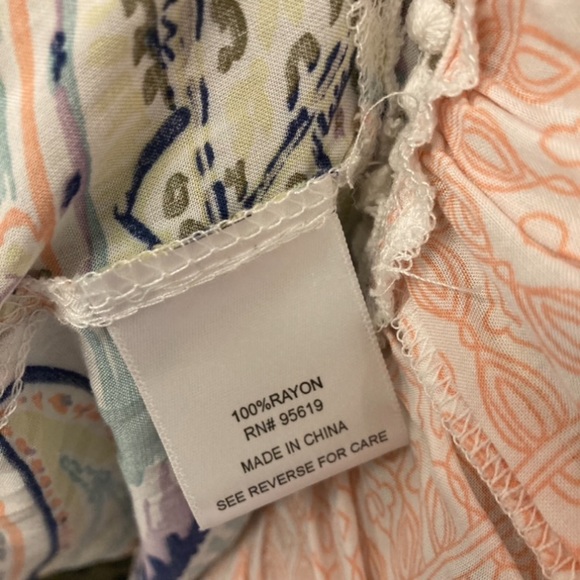 100%RAYON
RN# 95619
MADE IN CHINA
SEE REVERSE FOR CARE